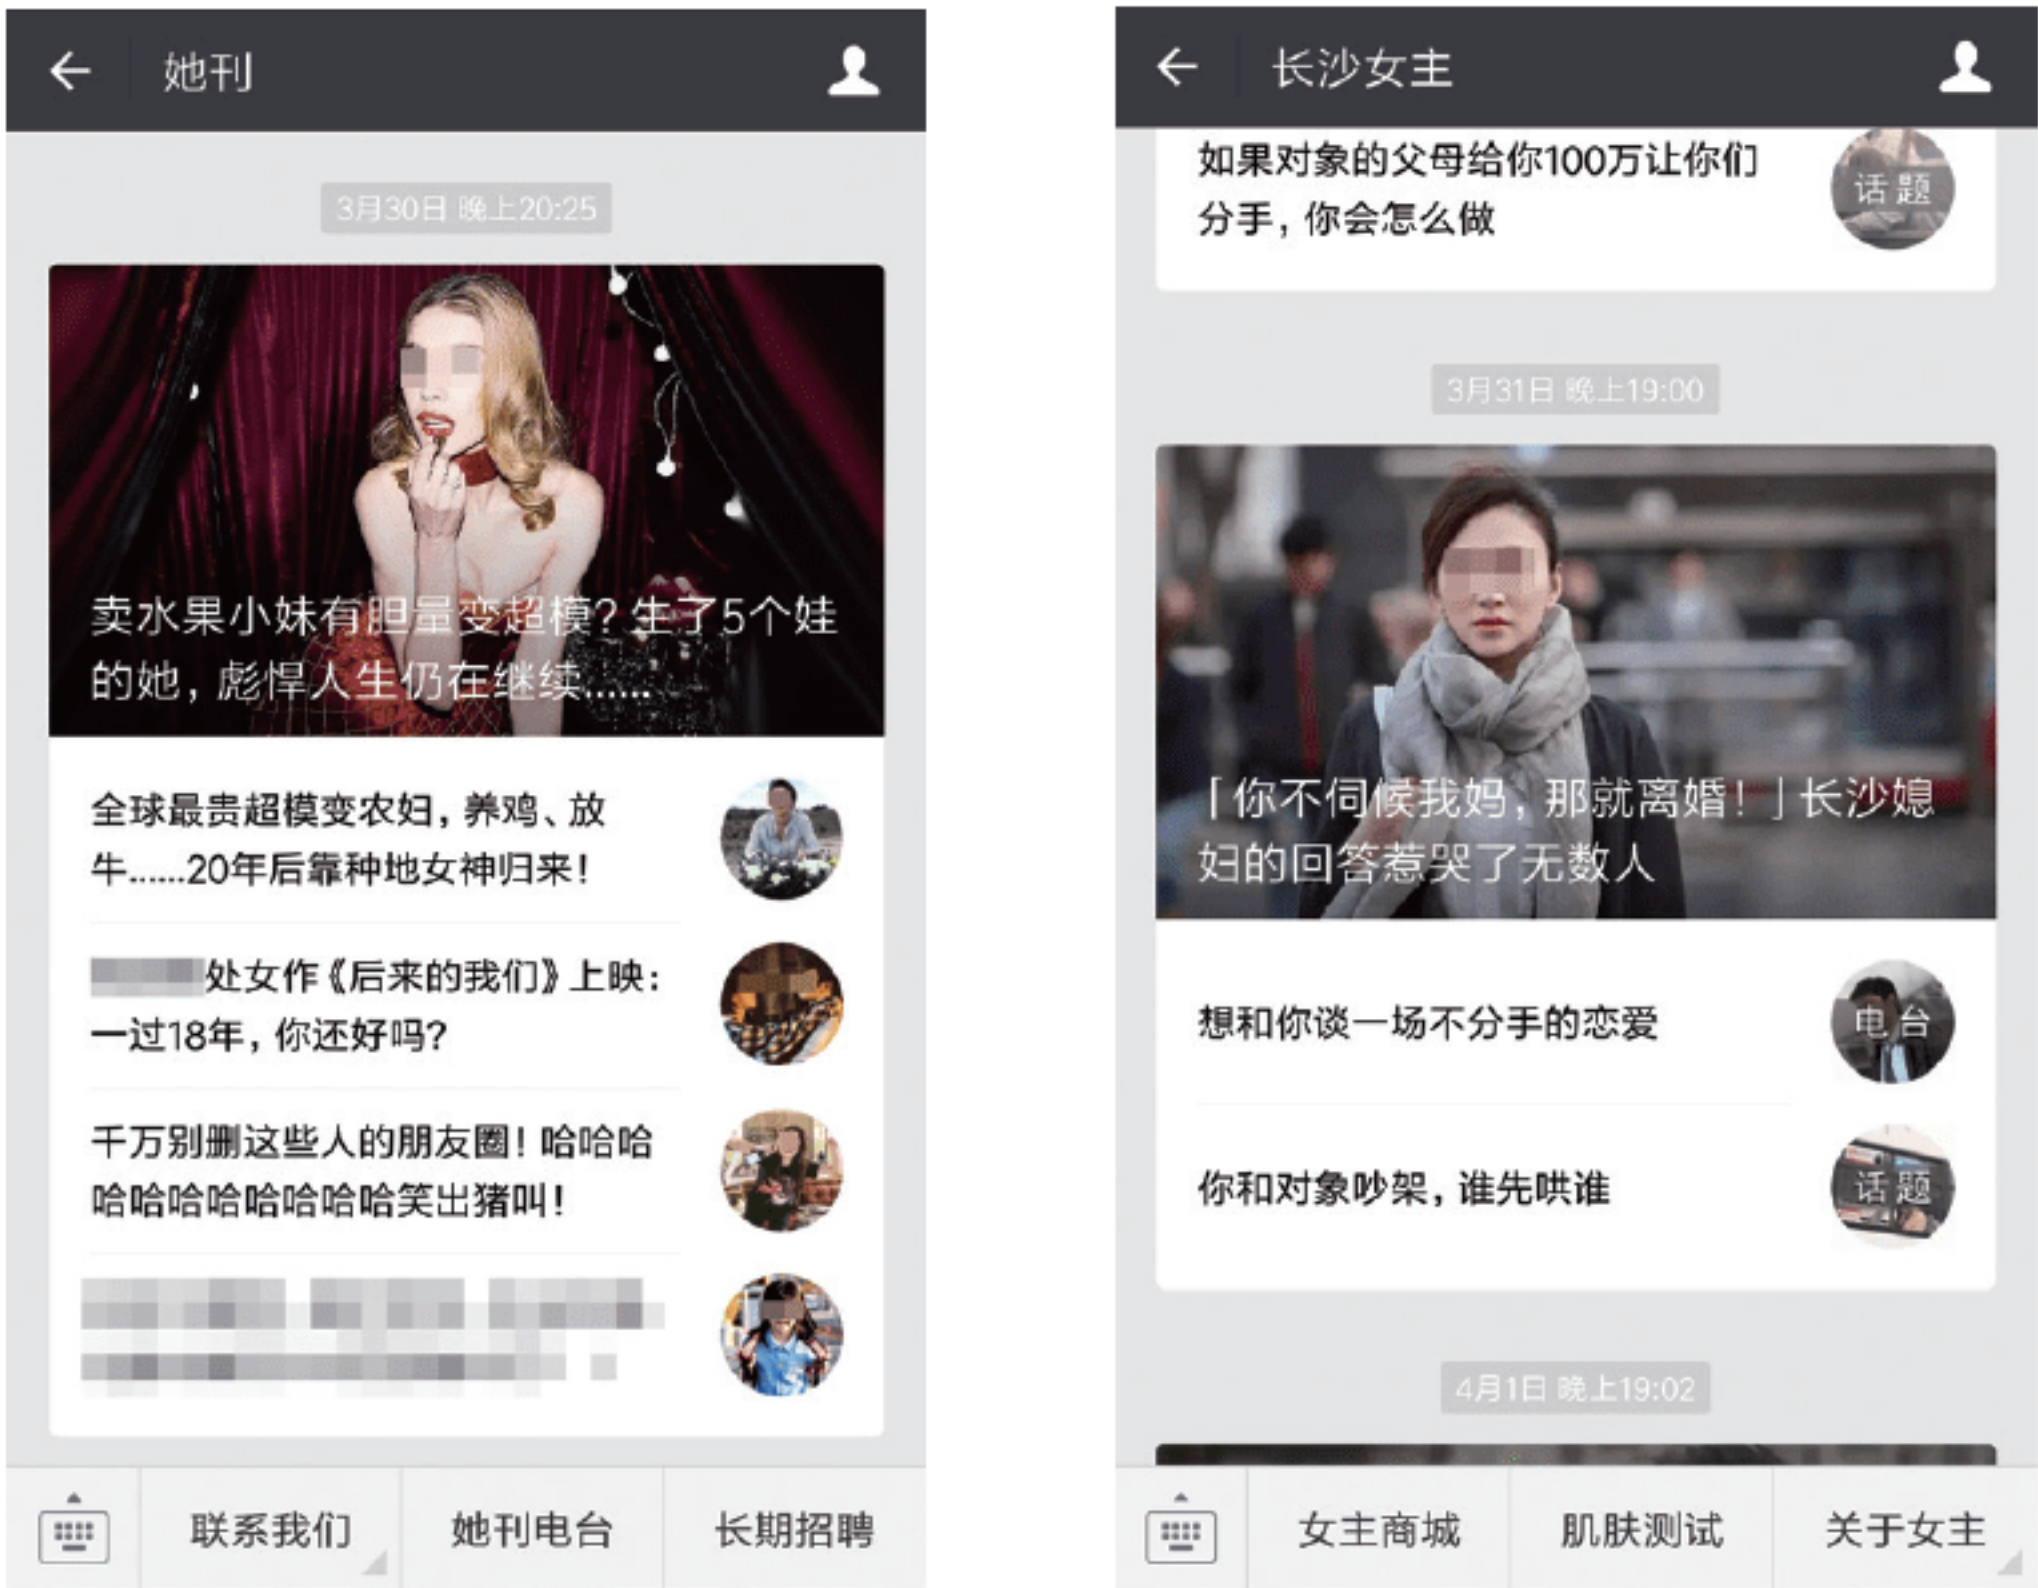 她刊
3月30日 晚上20:25
卖水果小妹有胆量变超模？生了5个娃
的她，彪悍人生仍在继续……
全球最贵超模变农妇，养鸡、放
牛……20年后靠种地女神归来！
处女作《后来的我们》上映：
一过18年，你还好吗？
千万别删这些人的朋友圈！哈哈哈
哈哈哈哈哈哈哈哈笑出猪叫！
联系我们
她刊电台
长期招聘
长沙女主
如果对象的父母给你100万让你们
分手，你会怎么做
话题
3月31日 晚上19:00
「你不伺候我妈，那就离婚！」长沙媳
妇的回答惹哭了无数人
想和你谈一场不分手的恋爱
电台
你和对象吵架，谁先哄谁
话题
4月1日 晚上19:02
女主商城
肌肤测试
关于女主